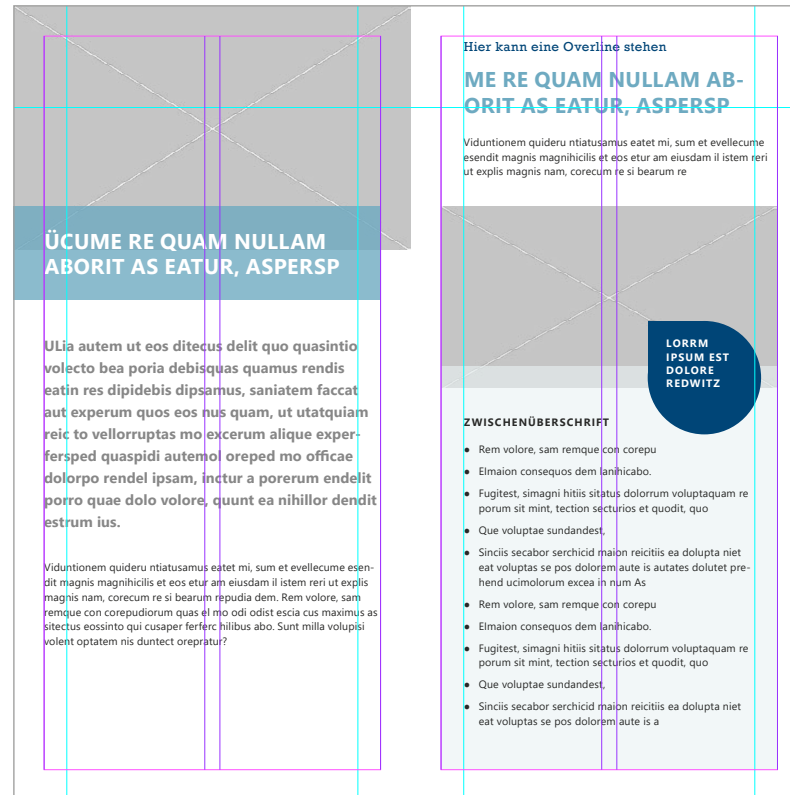 ÜCUME RE QUAM NULLAM
ABORIT AS EATUR, ASPERSP
ULia autem ut eos ditecus delit quo quasintio
volecto bea poria debisquas quamus rendis
eatin res dipidebis dipsamus, saniatem faccat
aut experum quos eos nus quam, ut utatquiam
reic to vellorruptas mo excerum alique exper-
fersped quaspidi autemol oreped mo officae
dolorpo rendel ipsam, inctur a porerum endelit
porro quae dolo volore, quunt ea nihillor dendit
estrum ius.
Viduntionem quideru ntiatusamus eatet mi, sum et evellecume esen-
dit magnis magnihicilis et eos etur am eiusdam il istem reri ut explis
magnis nam, corecum re si bearum repudia dem. Rem volore, sam
remque con corepudiorum quas el mo odi odist escia cus maximus as
sitectus eossinto qui cusaper ferferc hilibus abo. Sunt milla volupisi
volent optatem nis duntect orepratur?
Hier kann eine Overline stehen
ME RE QUAM NULLAM AB-
ORIT AS EATUR, ASPERSP
Viduntionem quideru ntiatusamus eatet mi, sum et evellecume
esendit magnis magnihicilis et eos etur am eiusdam il istem reri
ut explis magnis nam, corecum re si bearum re
LORRM
IPSUM EST
DOLORE
REDWITZ
ZWISCHENÜBERSCHRIFT
● Rem volore, sam remque con corepu
● Elmaion consequos dem lanihicabo.
● Fugitest, simagni hitiis sitatus dolorrum voluptaquam re
porum sit mint, tection secturios et quodit, quo
● Que voluptae sundandest,
● Sinciis secabor serchicid maion reicitiis ea dolupta niet
eat voluptas se pos dolorem aute is autates dolutet pre-
hend ucimolorum excea in num As
● Rem volore, sam remque con corepu
● Elmaion consequos dem lanihicabo.
● Fugitest, simagni hitiis sitatus dolorrum voluptaquam re
porum sit mint, tection secturios et quodit, quo
● Que voluptae sundandest,
● Sinciis secabor serchicid maion reicitiis ea dolupta niet
eat voluptas se pos dolorem aute is a